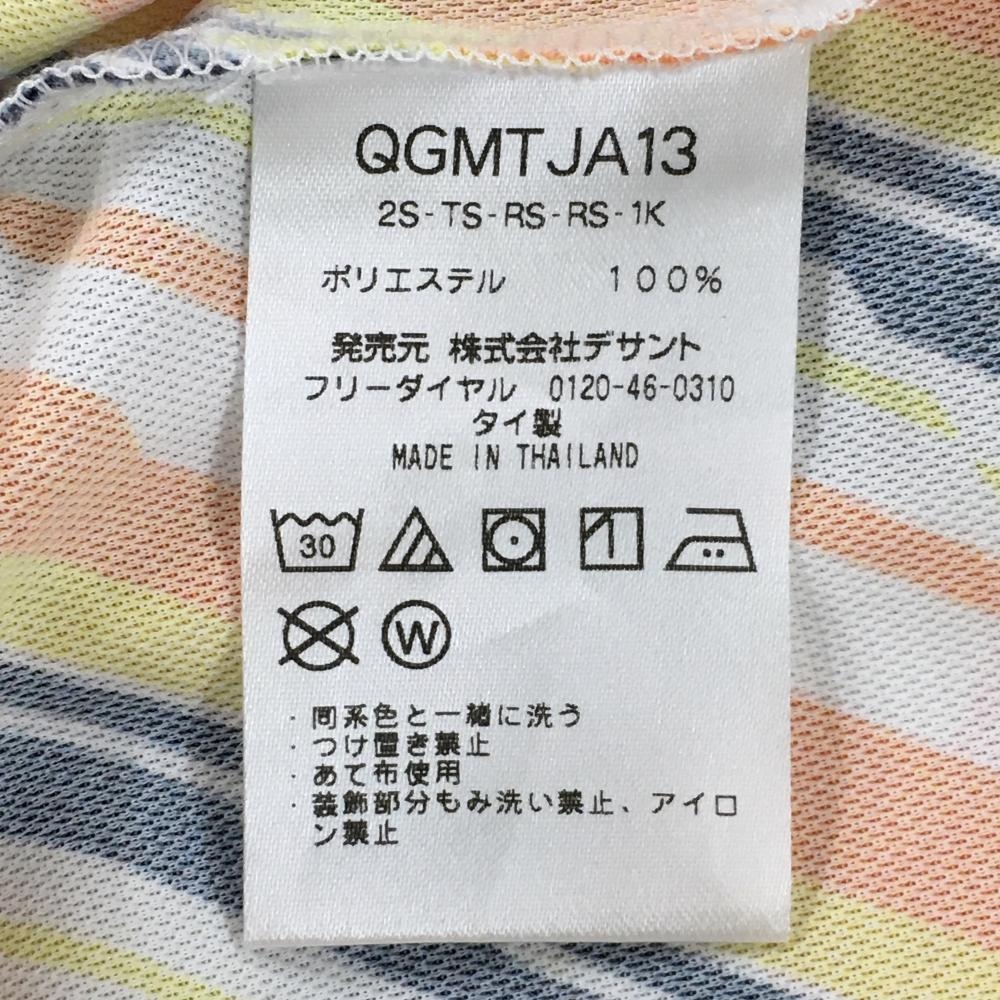 QGMTJA13
2S-TS-RS-RS-1K
ポリエステル 100%
発売元 株式会社デサント
フリーダイヤル 0120-46-0310
タイ製
MADE IN THAILAND
30
W
・同系色と一緒に洗う
・つけ置き禁止
・あて布使用
・装飾部分もみ洗い禁止、アイロ
ン禁止